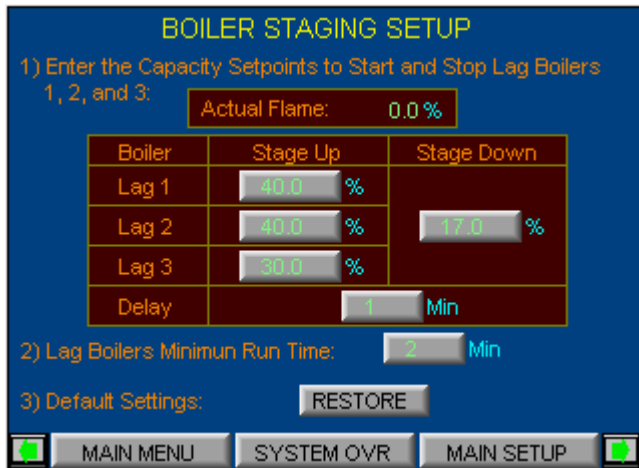 BOILER STAGING SETUP
1) Enter the Capacity Setpoints to Start and Stop Lag Boilers
1, 2, and 3:
Actual Flame: 0.0 %
Boiler Stage Up Stage Down
Lag 1 40.0 %
Lag 2 40.0 % 17.0 %
Lag 3 30.0 %
Delay 1 Min
2) Lag Boilers Minimun Run Time: 2 Min
3) Default Settings: RESTORE
MAIN MENU SYSTEM OVR MAIN SETUP